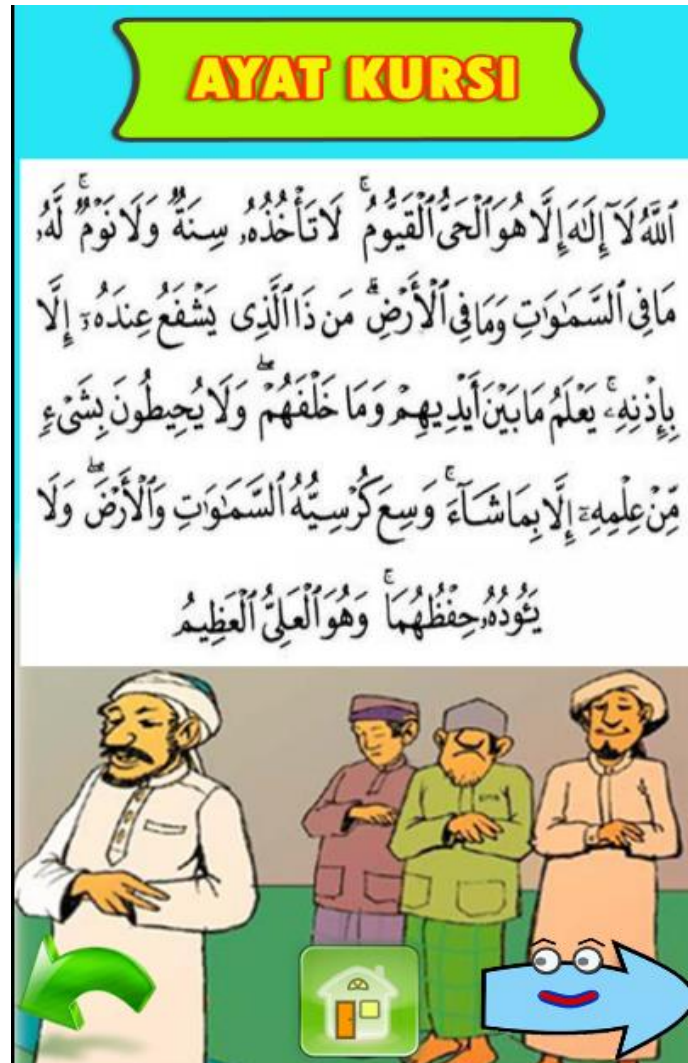 AYAT KURSI
ٱللَّهُ لَآ إِلَٰهَ إِلَّا هُوَ ٱلْحَىُّ ٱلْقَيُّومُ ۚ لَا تَأْخُذُهُۥ سِنَةٌ وَلَا نَوْمٌ ۚ لَّهُۥ
مَا فِى ٱلسَّمَٰوَٰتِ وَمَا فِى ٱلْأَرْضِ ۗ مَن ذَا ٱلَّذِى يَشْفَعُ عِندَهُۥٓ إِلَّا
بِإِذْنِهِۦ ۚ يَعْلَمُ مَا بَيْنَ أَيْدِيهِمْ وَمَا خَلْفَهُمْ ۖ وَلَا يُحِيطُونَ بِشَىْءٍ
مِّنْ عِلْمِهِۦٓ إِلَّا بِمَا شَآءَ ۚ وَسِعَ كُرْسِيُّهُ ٱلسَّمَٰوَٰتِ وَٱلْأَرْضَ ۖ وَلَا
يَـُٔودُهُۥ حِفْظُهُمَا ۚ وَهُوَ ٱلْعَلِىُّ ٱلْعَظِيمُ